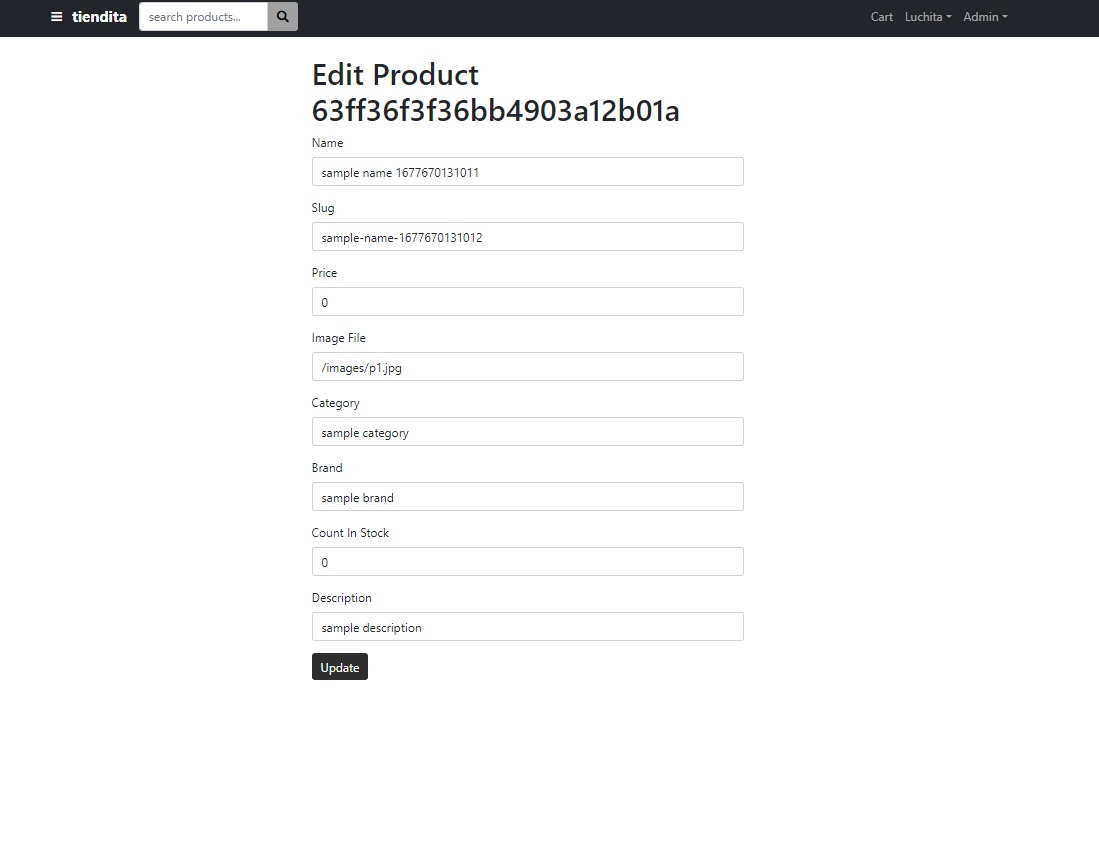 tiendita search products... Cart Luchita Admin
Edit Product
63ff36f3f36bb4903a12b01a
Name
sample name 1677670131011
Slug
sample-name-1677670131012
Price
0
Image File
/images/p1.jpg
Category
sample category
Brand
sample brand
Count In Stock
0
Description
sample description
Update